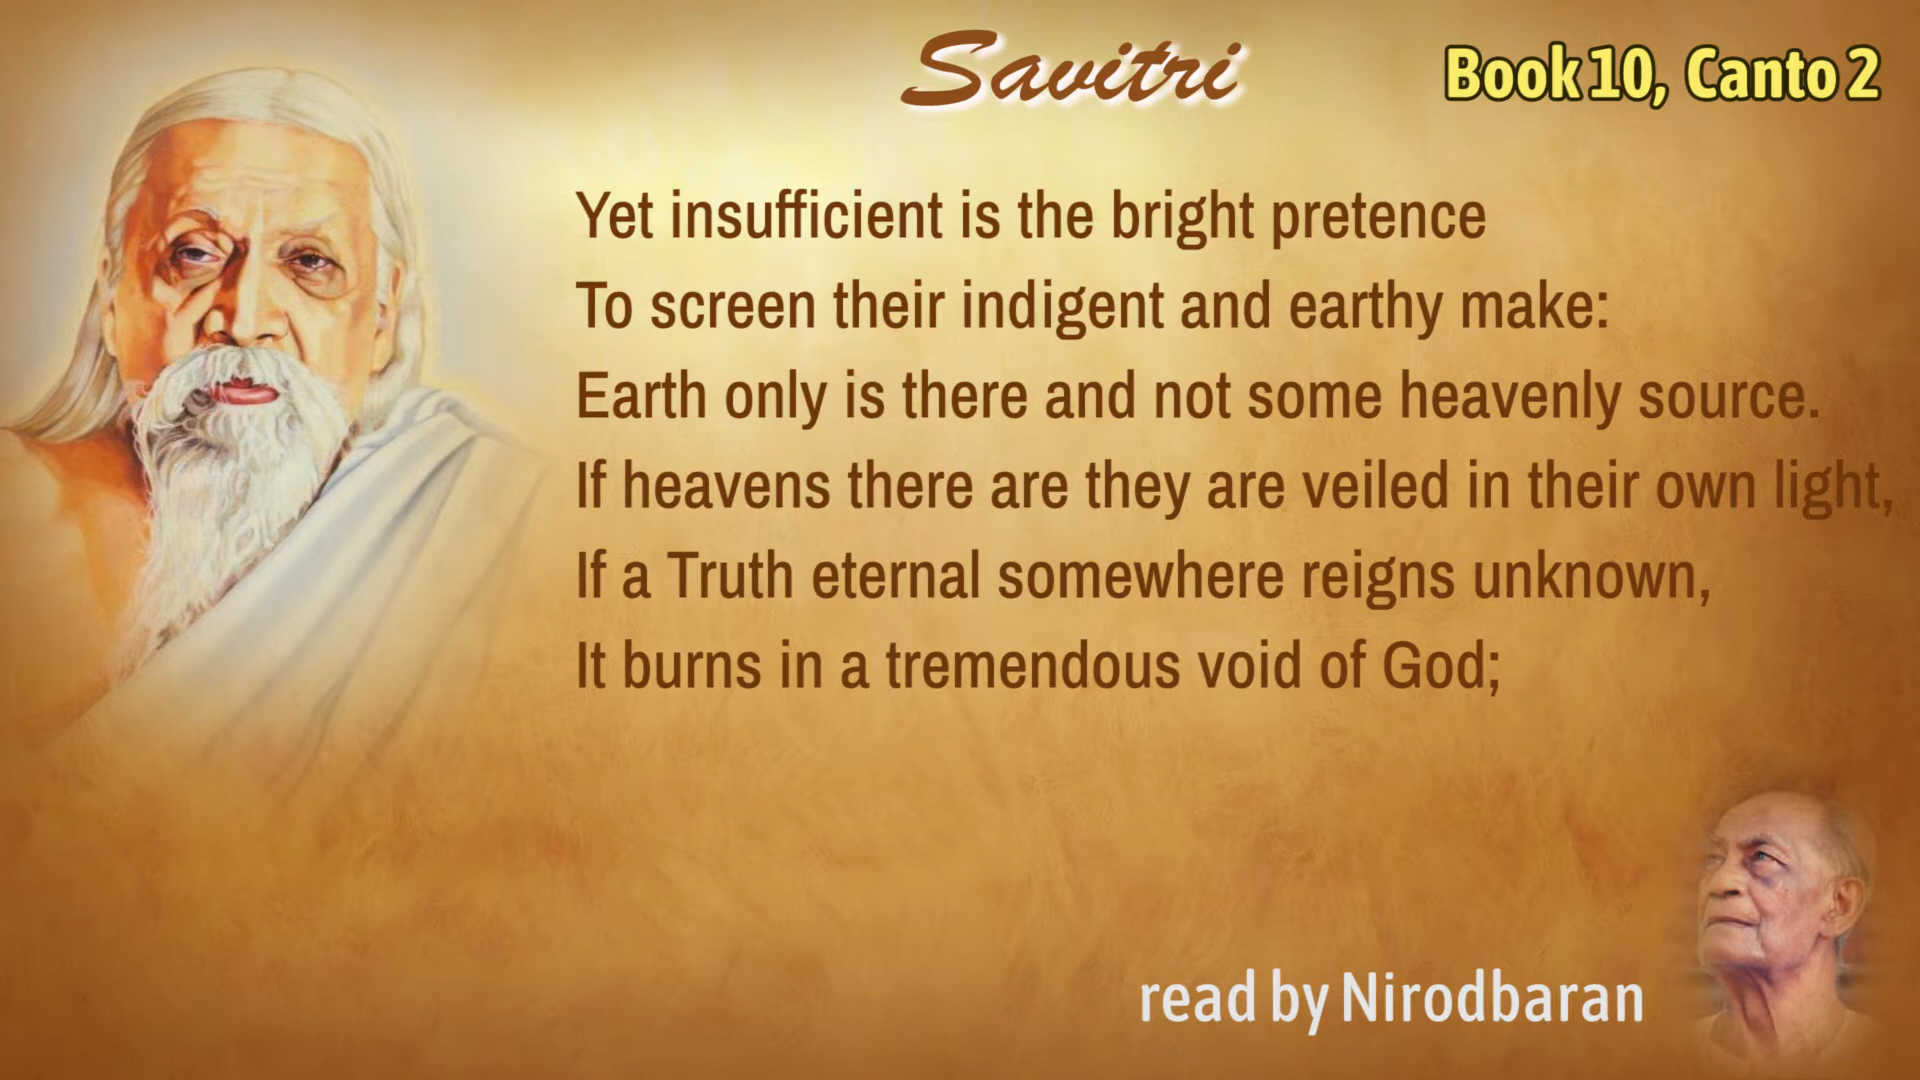 Savitri
Book 10, Canto 2
Yet insufficient is the bright pretence
To screen their indigent and earthy make:
Earth only is there and not some heavenly source.
If heavens there are they are veiled in their own light,
If a Truth eternal somewhere reigns unknown,
It burns in a tremendous void of God;
read by Nirodbaran